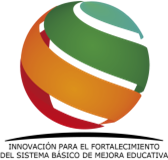 INNOVACIÓN PARA EL FORTALECIMIENTO
DEL SISTEMA BÁSICO DE MEJORA EDUCATIVA